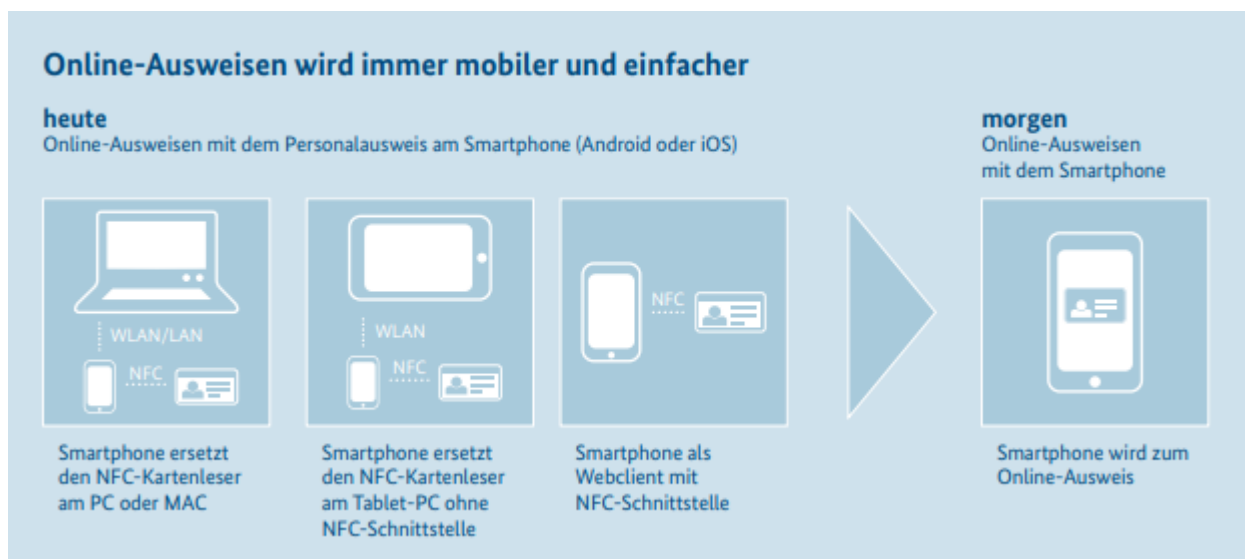 Online-Ausweisen wird immer mobiler und einfacher
heute
Online-Ausweisen mit dem Personalausweis am Smartphone (Android oder iOS)
morgen
Online-Ausweisen
mit dem Smartphone
WLAN/LAN
NFC
WLAN
NFC
NFC
Smartphone ersetzt
den NFC-Kartenleser
am PC oder MAC
Smartphone ersetzt
den NFC-Kartenleser
am Tablet-PC ohne
NFC-Schnittstelle
Smartphone als
Webclient mit
NFC-Schnittstelle
Smartphone wird zum
Online-Ausweis